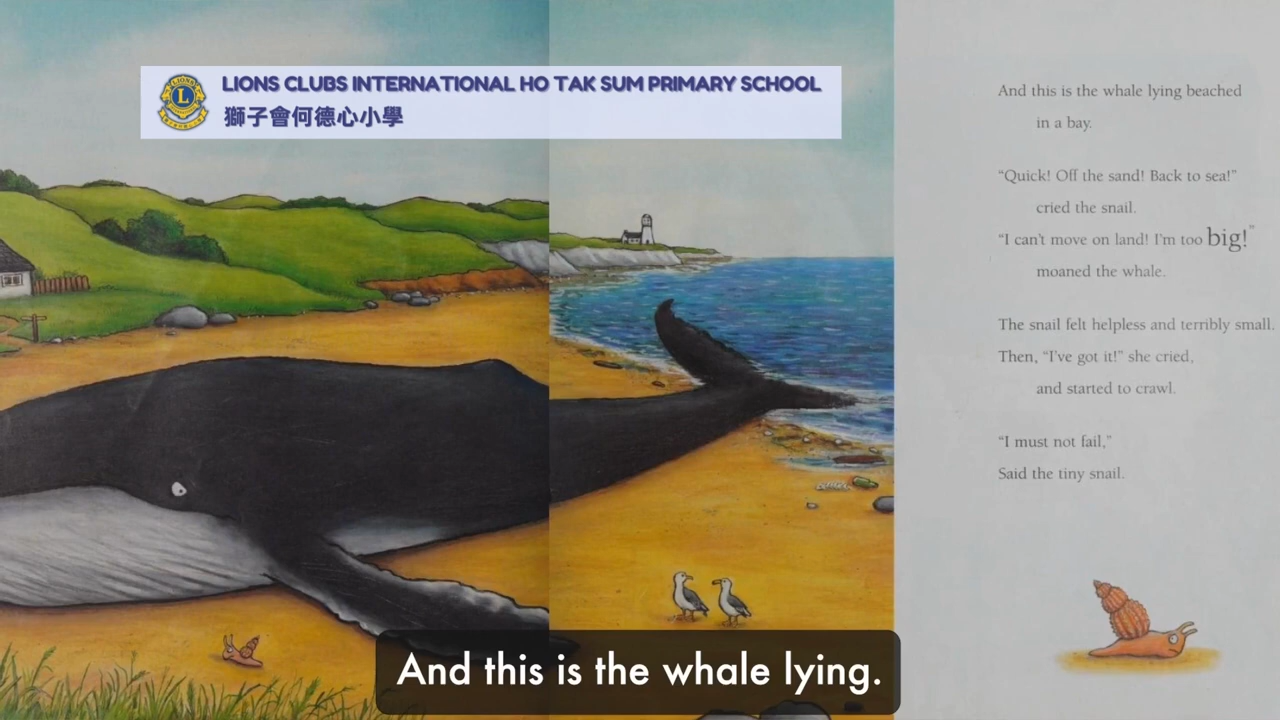 LIONS CLUBS INTERNATIONAL HO TAK SUM PRIMARY SCHOOL
獅子會何德心小學
And this is the whale lying beached
in a bay.
“Quick! Off the sand! Back to sea!”
cried the snail.
“I can’t move on land! I’m too big!”
moaned the whale.
The snail felt helpless and terribly small.
Then, “I’ve got it!” she cried,
and started to crawl.
“I must not fail,”
Said the tiny snail.
And this is the whale lying.